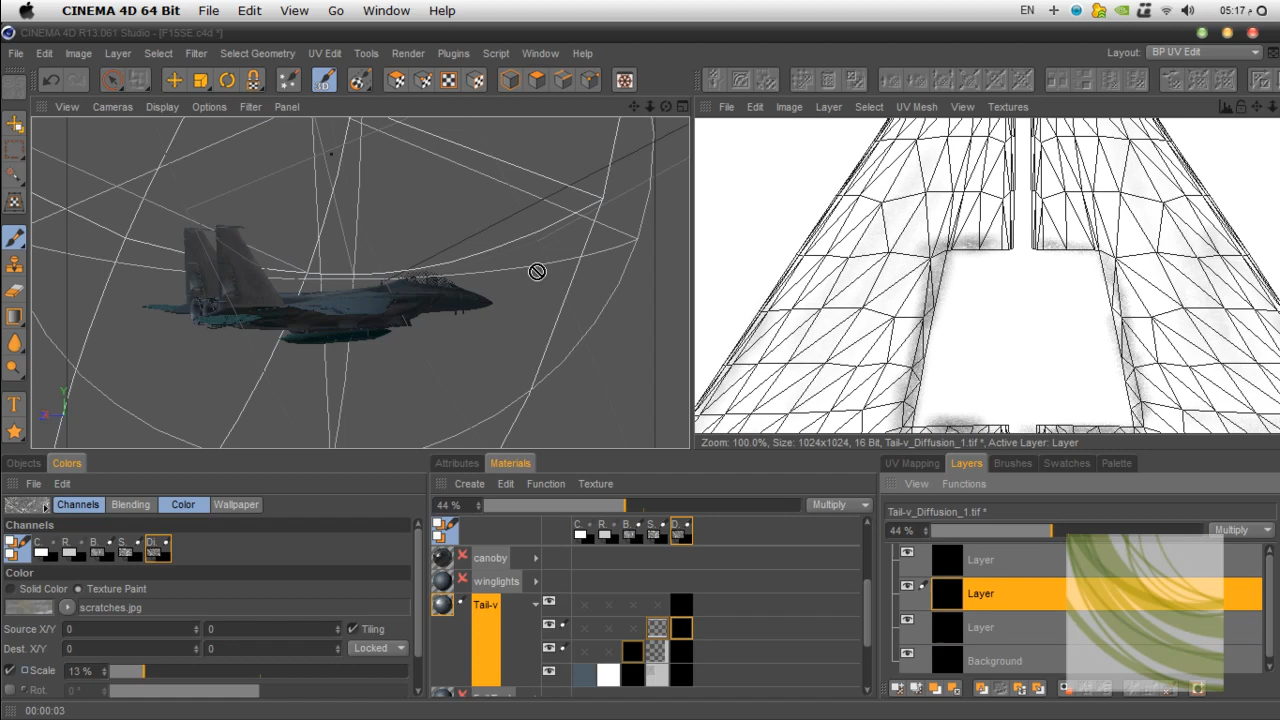 CINEMA 4D 64 Bit File Edit View Go Window Help EN 05:17 م
CINEMA 4D R13.061 Studio - [F15SE.c4d *]
File Edit Image Layer Select Filter Select Geometry UV Edit Tools Render Plugins Script Window Help Layout: BP UV Edit
3D
View Cameras Display Options Filter Panel
File Edit Image Layer Select UV Mesh View Textures
Y
Zoom: 100.0%, Size: 1024x1024, 16 Bit, Tail-v_Diffusion_1.tif *, Active Layer: Layer
Objects Colors
Attributes Materials
UV Mapping Layers Brushes Swatches Palette
File Edit
Create Edit Function Texture
View Functions
Channels Blending Color Wallpaper
44 % Multiply
Tail-v_Diffusion_1.tif *
44 % Multiply
Channels
C. R. B. S. Di.
C. R. B. S. D.
canoby
winglights
Tail-v
Layer
Layer
Layer
Background
Color
Solid Color Texture Paint
scratches.jpg
Source X/Y 0 0 Tiling
Dest. X/Y 0 0 Locked
Scale 13 %
Rot. 0 °
00:00:03